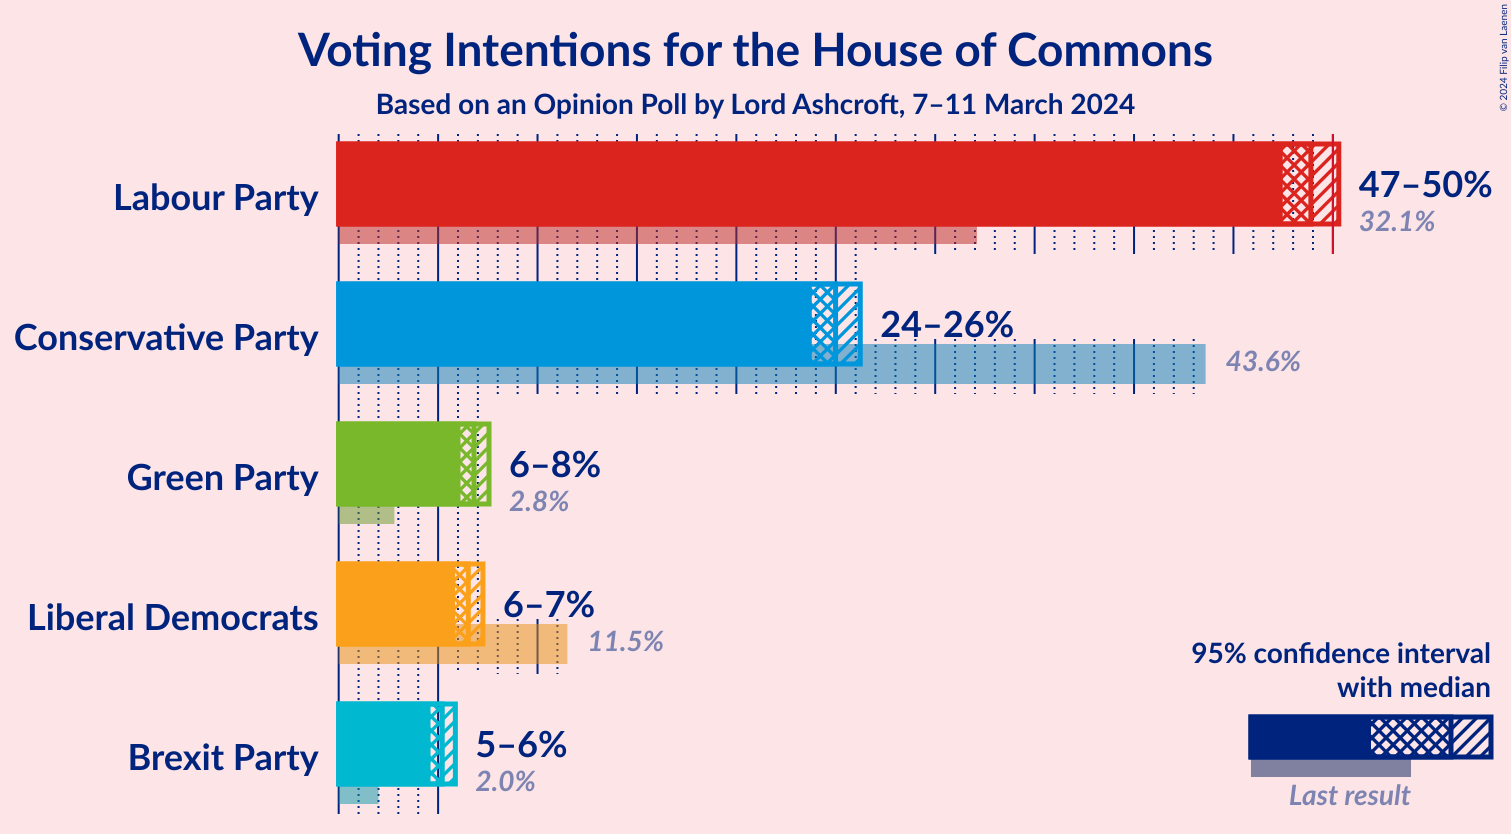 Voting Intentions for the House of Commons
Based on an Opinion Poll by Lord Ashcroft, 7–11 March 2024
© 2024 Filip van Laenen
Labour Party
47–50%
32.1%
Conservative Party
24–26%
43.6%
Green Party
6–8%
2.8%
Liberal Democrats
6–7%
11.5%
Brexit Party
5–6%
2.0%
95% confidence interval
with median
Last result